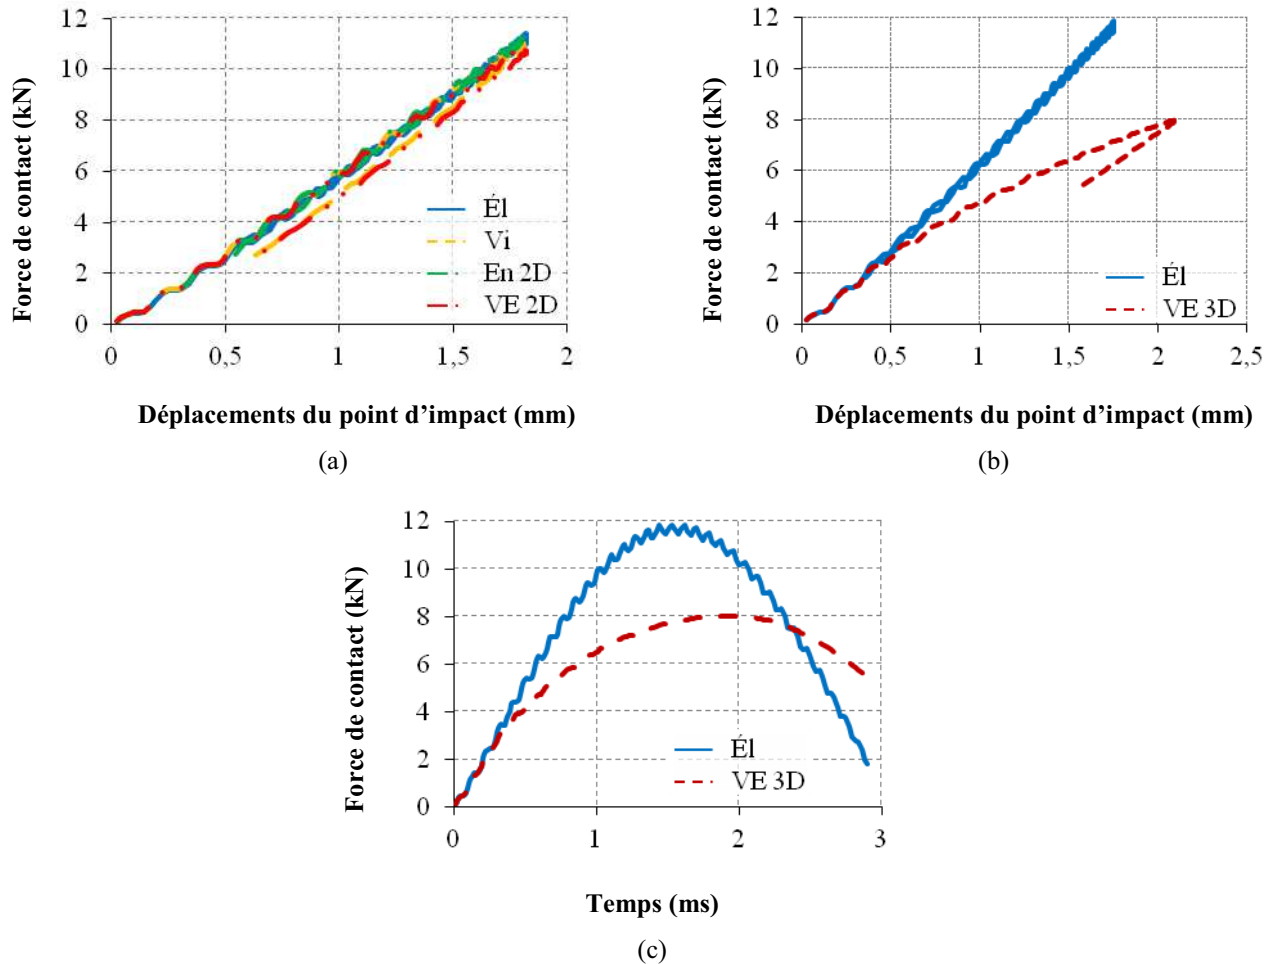 12
10
8
6
4
2
0
Force de contact (kN)
Él
Vi
En 2D
VE 2D
0 0,5 1 1,5 2
Déplacements du point d’impact (mm)
(a)
12
10
8
6
4
2
0
Force de contact (kN)
Él
VE 3D
0 0,5 1 1,5 2 2,5
Déplacements du point d’impact (mm)
(b)
12
10
8
6
4
2
0
Force de contact (kN)
Él
VE 3D
0 1 2 3
Temps (ms)
(c)